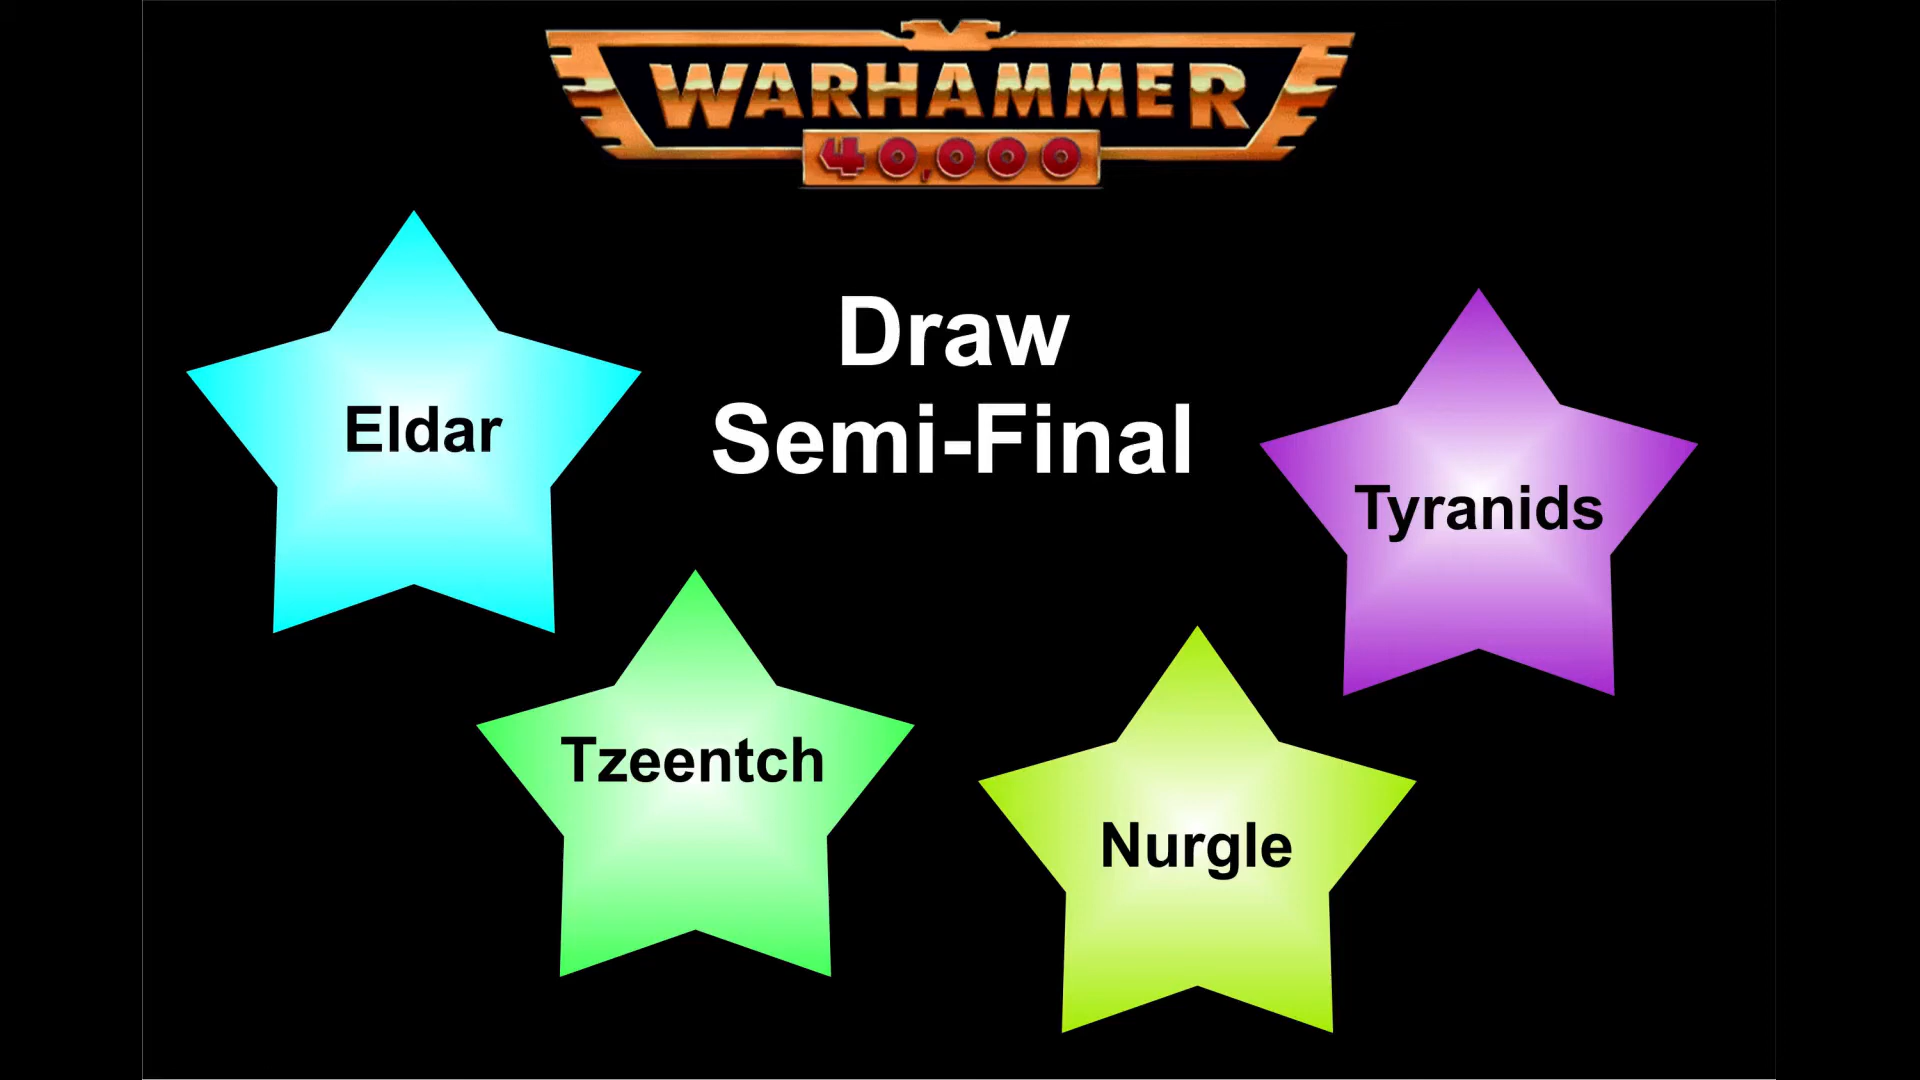 WARHAMMER
40,000
Draw
Semi-Final
Eldar
Tyranids
Tzeentch
Nurgle